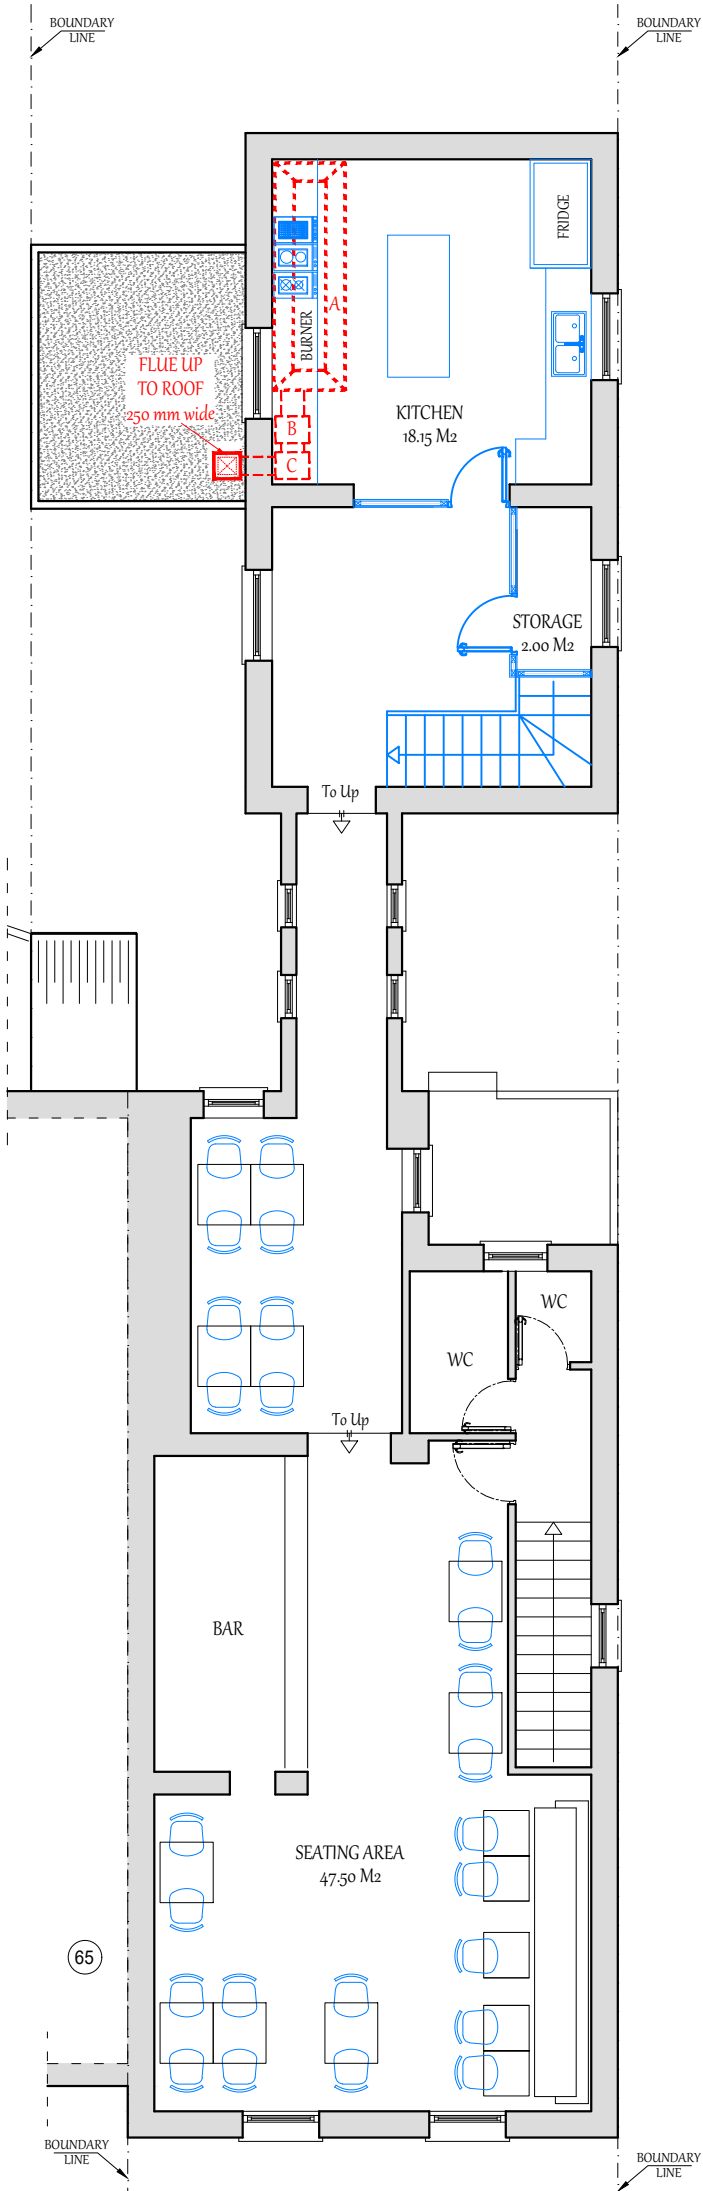 BOUNDARY
LINE
BOUNDARY
LINE
FRIDGE
A
BURNER
FLUE UP
TO ROOF
250 mm wide
KITCHEN
18.15 M2
B
C
STORAGE
2.00 M2
To Up
WC
WC
To Up
BAR
SEATING AREA
47.50 M2
65
BOUNDARY
LINE
BOUNDARY
LINE